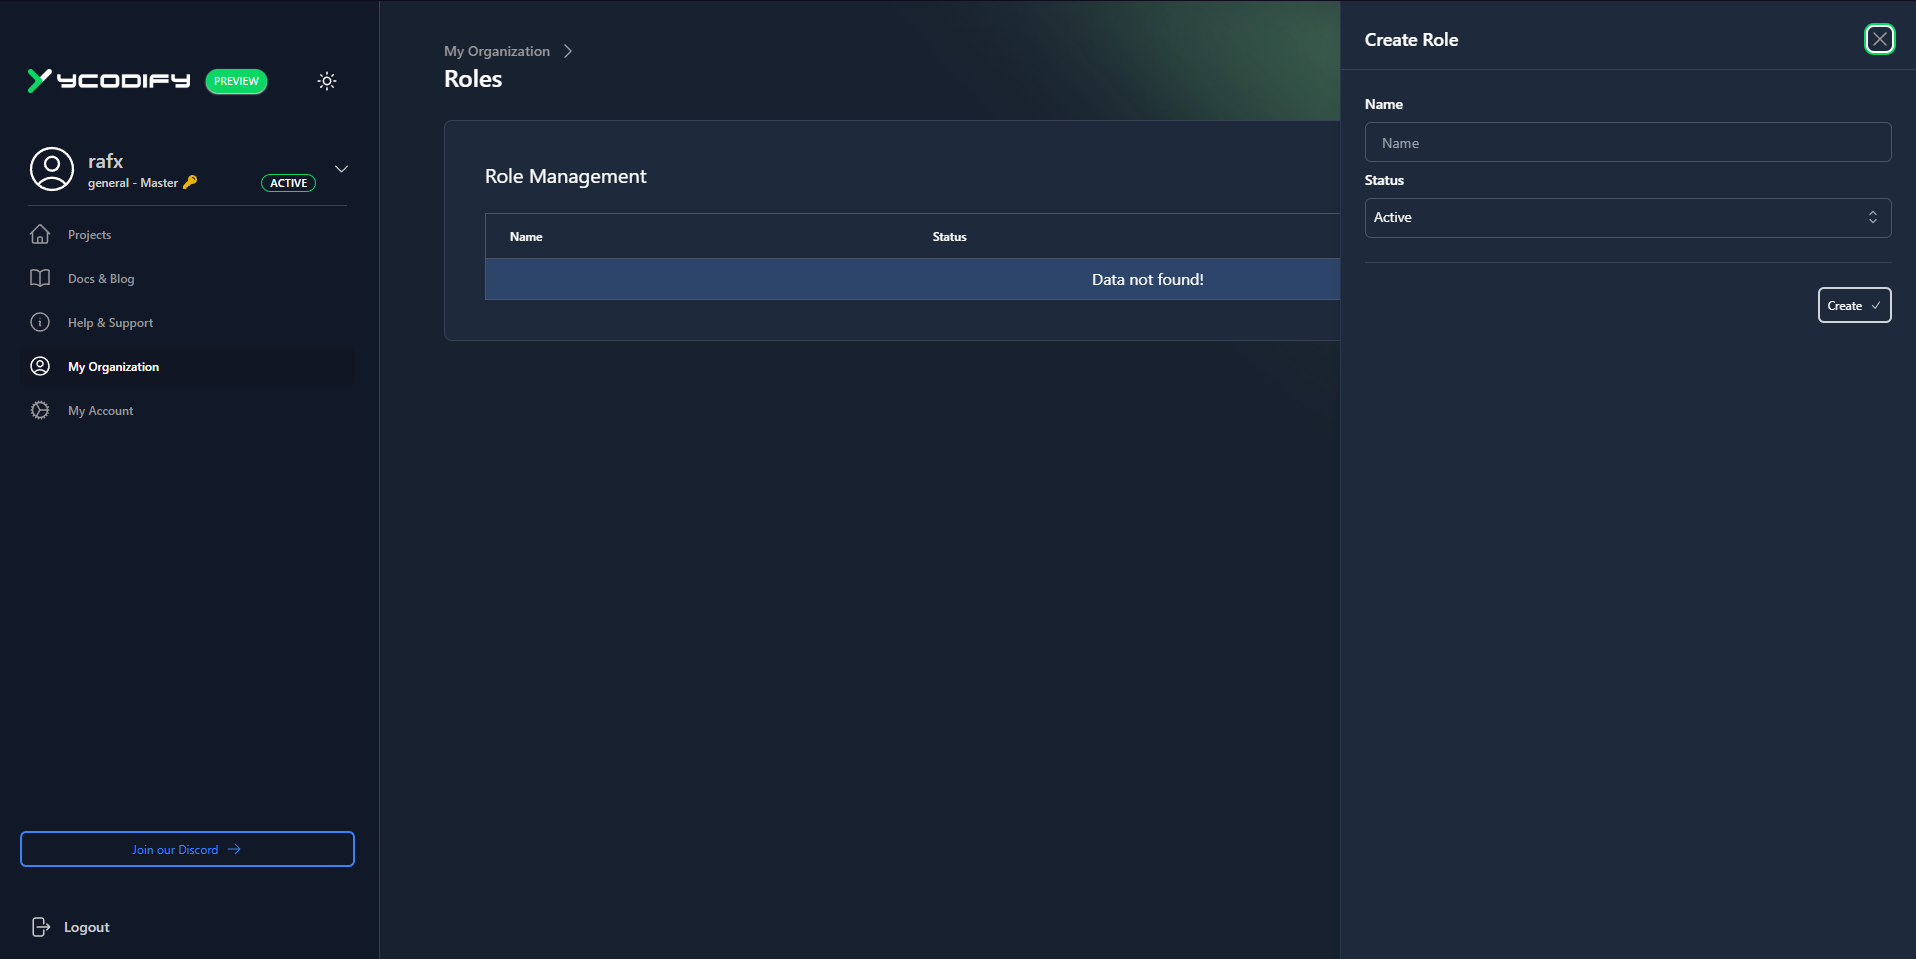 YCODIFY
PREVIEW
rafx
general - Master
ACTIVE
Projects
Docs & Blog
Help & Support
My Organization
My Account
Join our Discord
Logout
My Organization
Roles
Role Management
Name Status
Data not found!
Create Role
Name
Name
Status
Active
Create